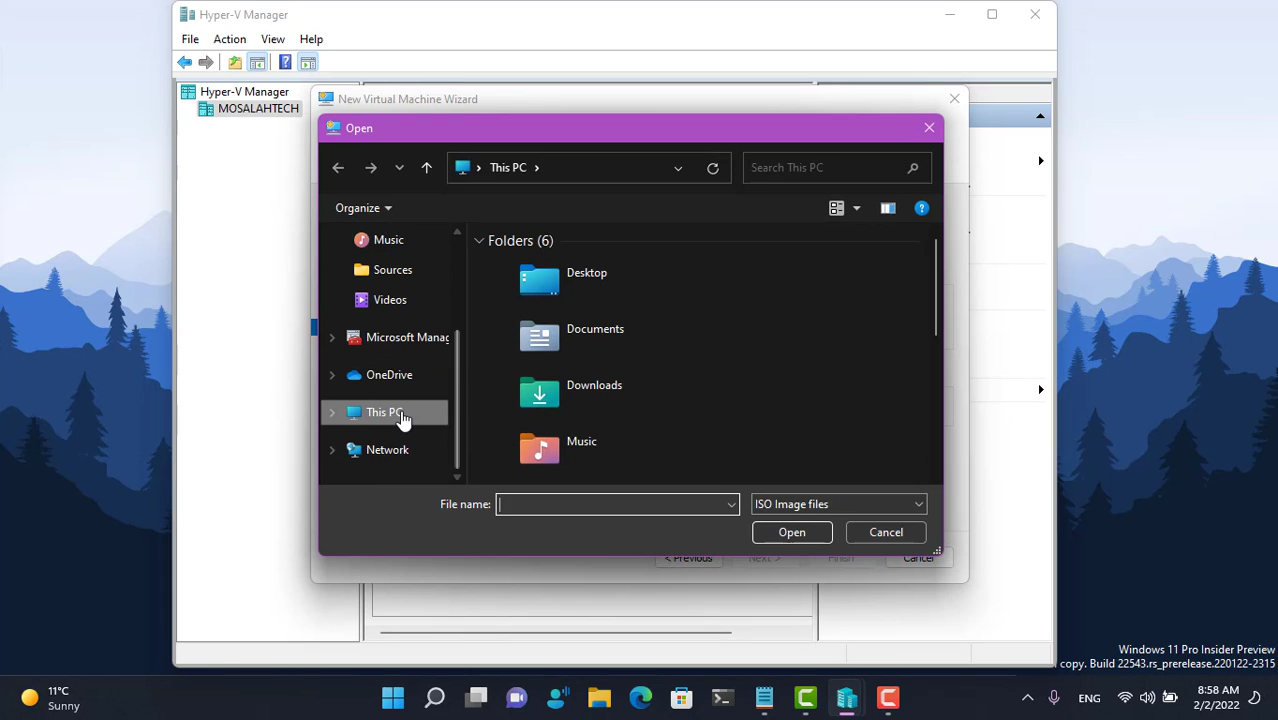 Hyper-V Manager
File Action View Help
Hyper-V Manager
MOSALAHTECH
New Virtual Machine Wizard
Open
This PC
Search This PC
Organize
Music
Sources
Videos
Microsoft Manag
OneDrive
This PC
Network
Folders (6)
Desktop
Documents
Downloads
Music
File name:
ISO Image files
Open
Cancel
< Previous
Next >
Finish
Cancel
Windows 11 Pro Insider Preview
copy. Build 22543.rs_prerelease.220122-2315
11°C
Sunny
ENG
8:58 AM
2/2/2022